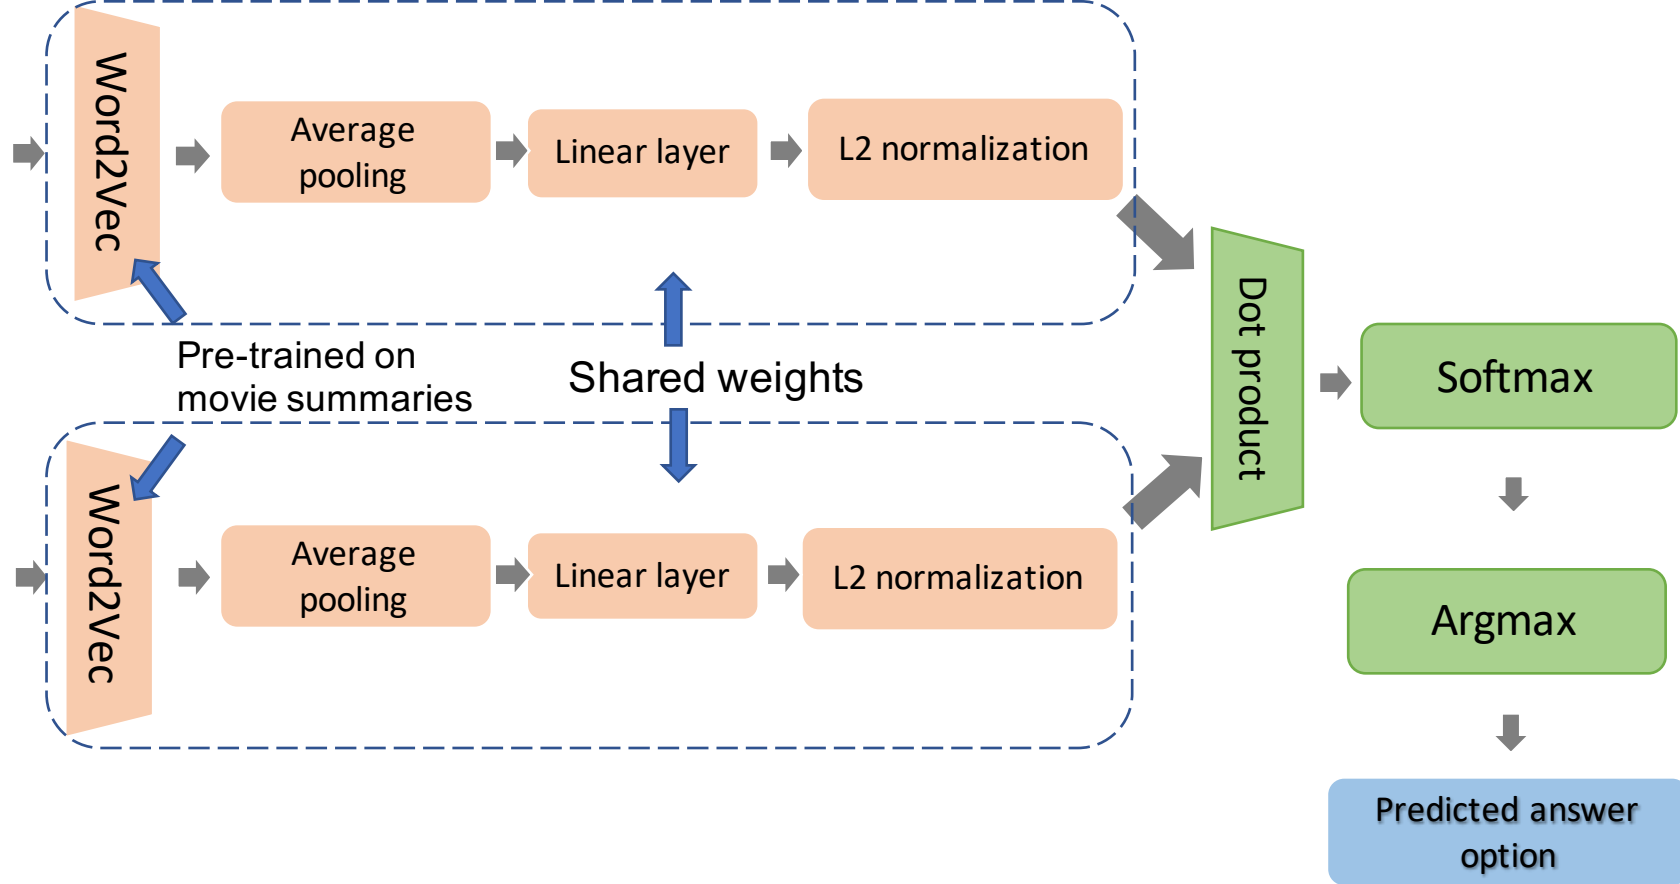 Word2Vec
Average
pooling
Linear layer
L2 normalization
Pre-trained on
movie summaries
Shared weights
Dot product
Softmax
Word2Vec
Average
pooling
Linear layer
L2 normalization
Argmax
Predicted answer
option